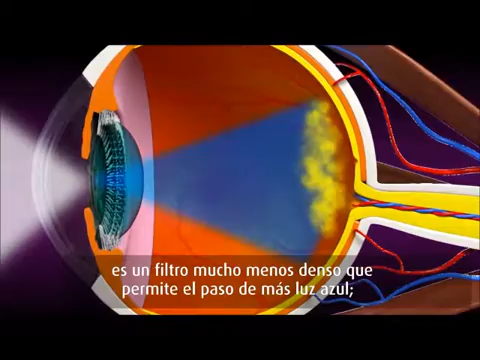 es un filtro mucho menos denso que
permite el paso de más luz azul;